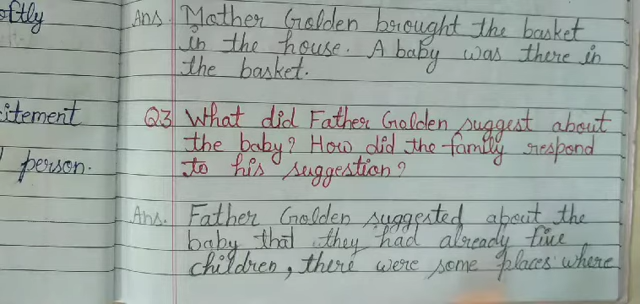 oftly
Ans Mother Golden brought the basket
in the house. A baby was there in
the basket.
itement
Q3 What did Father Golden suggest about
the baby? How did the family respond
person.
to his suggestion?
Ans. Father Golden suggested about the
baby that they had already five
children, there were some places where